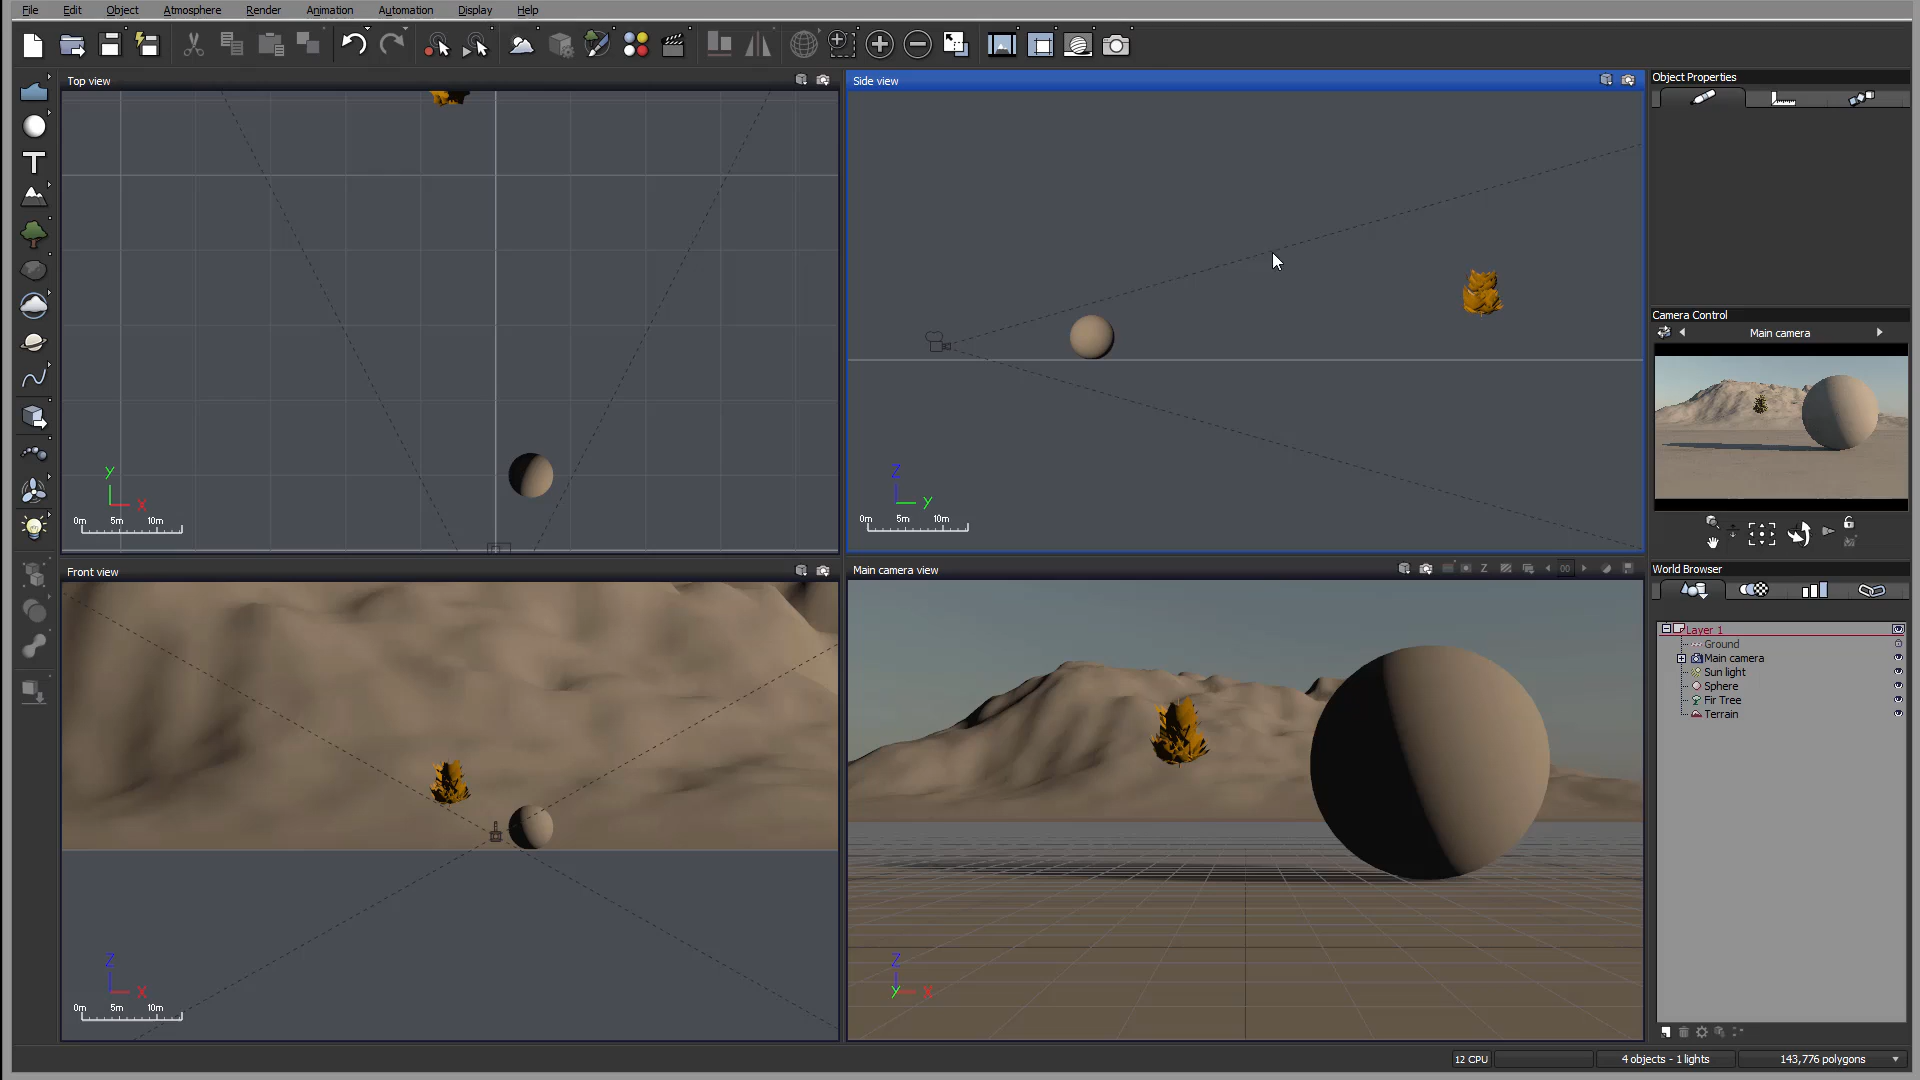 File Edit Object Atmosphere Render Animation Automation Display Help
Top view
Side view
Object Properties
Y
X
0m 5m 10m
Z
Y
0m 5m 10m
Camera Control
Main camera
Front view
Main camera view
Z
00
World Browser
Layer 1
Ground
Main camera
Sun light
Sphere
Fir Tree
Terrain
Z
X
0m 5m 10m
Z
Y
X
12 CPU
4 objects - 1 lights
143,776 polygons